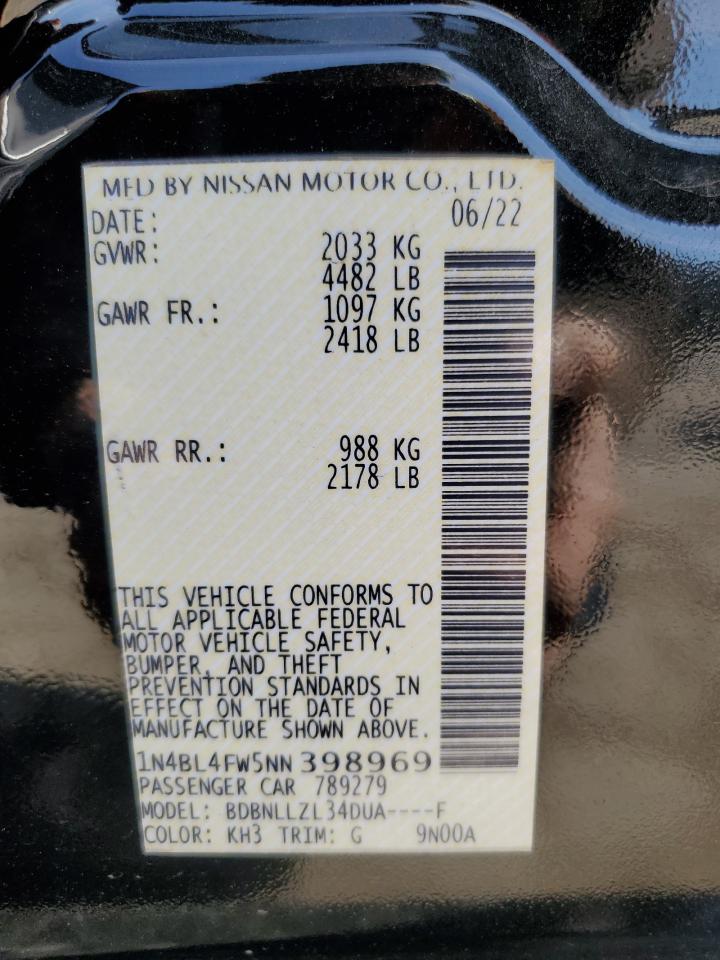 MFD BY NISSAN MOTOR CO., LTD.
DATE: 06/22
GVWR: 2033 KG
4482 LB
GAWR FR.: 1097 KG
2418 LB
GAWR RR.: 988 KG
2178 LB
THIS VEHICLE CONFORMS TO
ALL APPLICABLE FEDERAL
MOTOR VEHICLE SAFETY,
BUMPER, AND THEFT
PREVENTION STANDARDS IN
EFFECT ON THE DATE OF
MANUFACTURE SHOWN ABOVE.
1N4BL4FW5NN398969
PASSENGER CAR 789279
MODEL: BDBNLLZL34DUA----F
COLOR: KH3 TRIM: G 9N00A